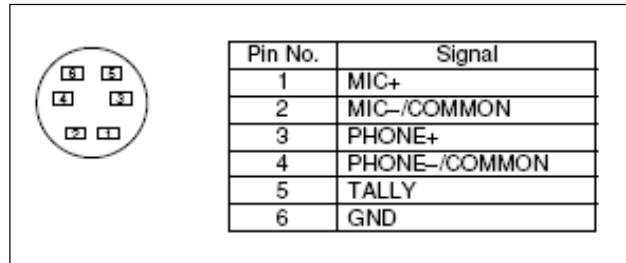 6 5
4 3
2 1
Pin No. Signal
1 MIC+
2 MIC–/COMMON
3 PHONE+
4 PHONE–/COMMON
5 TALLY
6 GND